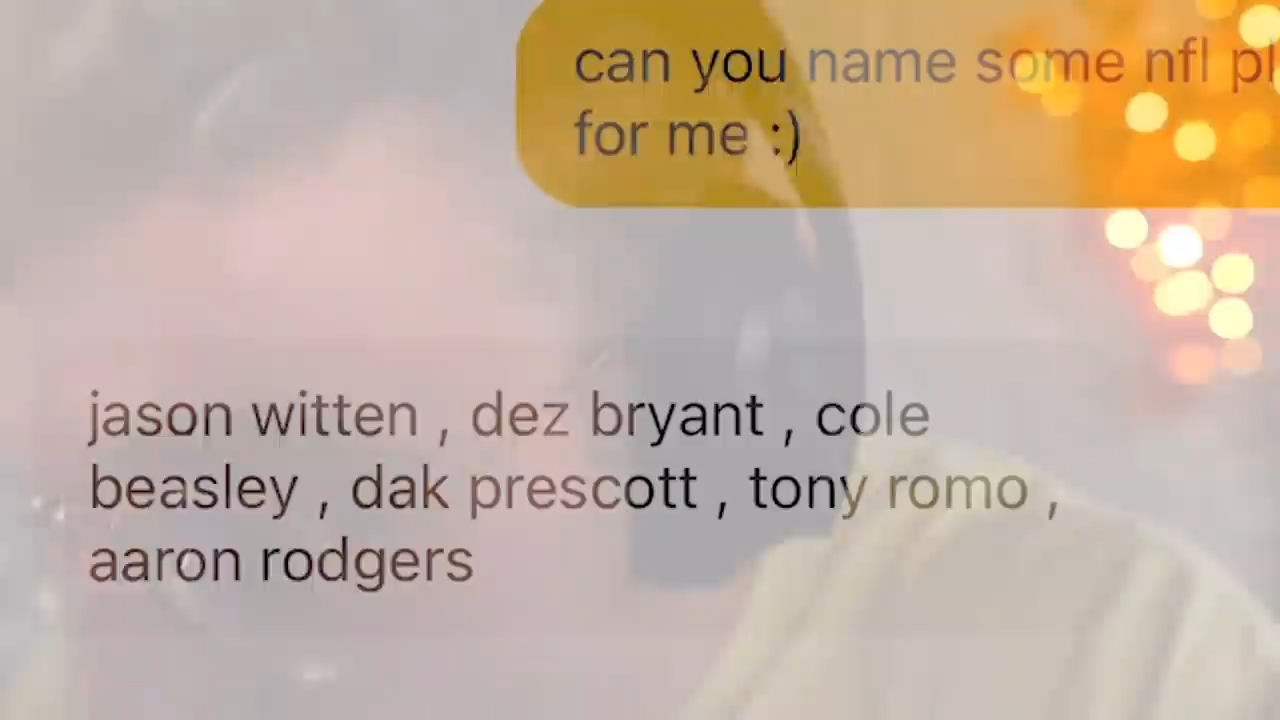 can you name some nfl pl
for me :)
jason witten , dez bryant , cole
beasley , dak prescott , tony romo ,
aaron rodgers